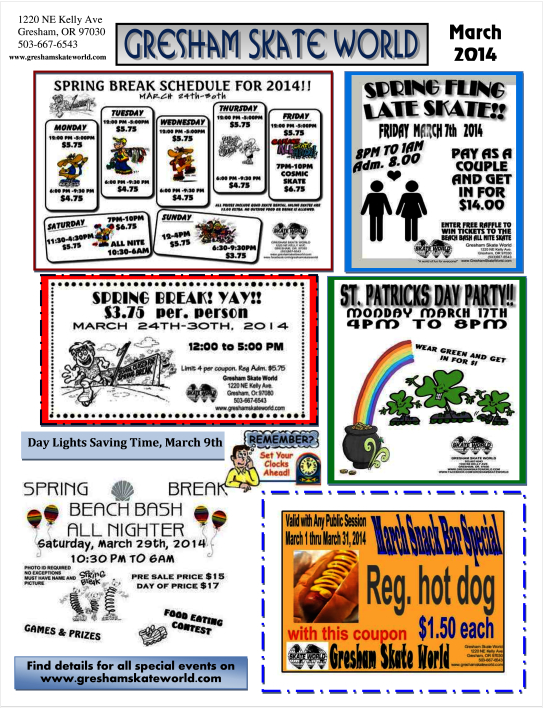 1220 NE Kelly Ave
Gresham, OR 97030
503-667-6543
www.greshamskateworld.com
GRESHAM SKATE WORLD
March
2014
SPRING BREAK SCHEDULE FOR 2014!!
MARCH 24th-30th
MONDAY
12:00 PM -5:00PM
$5.75
6:00 PM -9:30 PM
$4.75
TUESDAY
12:00 PM -5:00PM
$5.75
6:00 PM -9:30 PM
$4.75
WEDNESDAY
12:00 PM -5:00PM
$5.75
6:00 PM -9:30 PM
$4.75
THURSDAY
12:00 PM -5:00PM
$5.75
6:00 PM -9:30 PM
$4.75
FRIDAY
12:00 PM -5:00PM
$5.75
7PM-10PM
COSMIC
SKATE
$6.75
SATURDAY
11:30-4:30PM
$5.75
7PM-10PM
$6.75
ALL NITE
10:30-6AM
SUNDAY
12-4PM
$5.75
6:30-9:30PM
$3.75
SPRING FLING
LATE SKATE!!
FRIDAY MARCH 7th 2014
8PM TO 1AM
Adm. 8.00
PAY AS A
COUPLE
AND GET
IN FOR
$14.00
ENTER FREE RAFFLE TO
WIN TICKETS TO THE
BEACH BASH ALL NITE SKATE
Gresham Skate World
1220 NE Kelly Ave.
Gresham, OR 97030
(503)667-6543
www.GreshamSkateWorld.com
SPRING BREAK! YAY!!
$3.75 per. person
MARCH 24TH-30TH, 2014
12:00 to 5:00 PM
Limit 4 per coupon. Reg Adm. $5.75
Gresham Skate World
1220 NE Kelly Ave.
Gresham, Or 97080
503-667-6543
www.greshamskateworld.com
ST. PATRICKS DAY PARTY!!
MONDAY MARCH 17TH
4PM TO 8PM
WEAR GREEN AND GET
IN FOR $1
SKATE WORLD
GRESHAM SKATE WORLD
Day Lights Saving Time, March 9th
REMEMBER?
Set Your
Clocks
Ahead!
SPRING BREAK
BEACH BASH
ALL NIGHTER
Saturday, March 29th, 2014
10:30 PM TO 6AM
PHOTO ID REQUIRED
NO EXCEPTIONS
MUST HAVE NAME AND
PICTURE
SPRING
BREAK
PRE SALE PRICE $15
DAY OF PRICE $17
FOOD EATING
CONTEST
GAMES & PRIZES
Find details for all special events on
www.greshamskateworld.com
Valid with Any Public Session
March 1 thru March 31, 2014
March Snack Bar Special
Reg. hot dog
$1.50 each
with this coupon
Gresham Skate World
Gresham Skate World
1220 NE Kelly Ave.
Gresham, OR 97030
503-667-6543
www.greshamskateworld.com